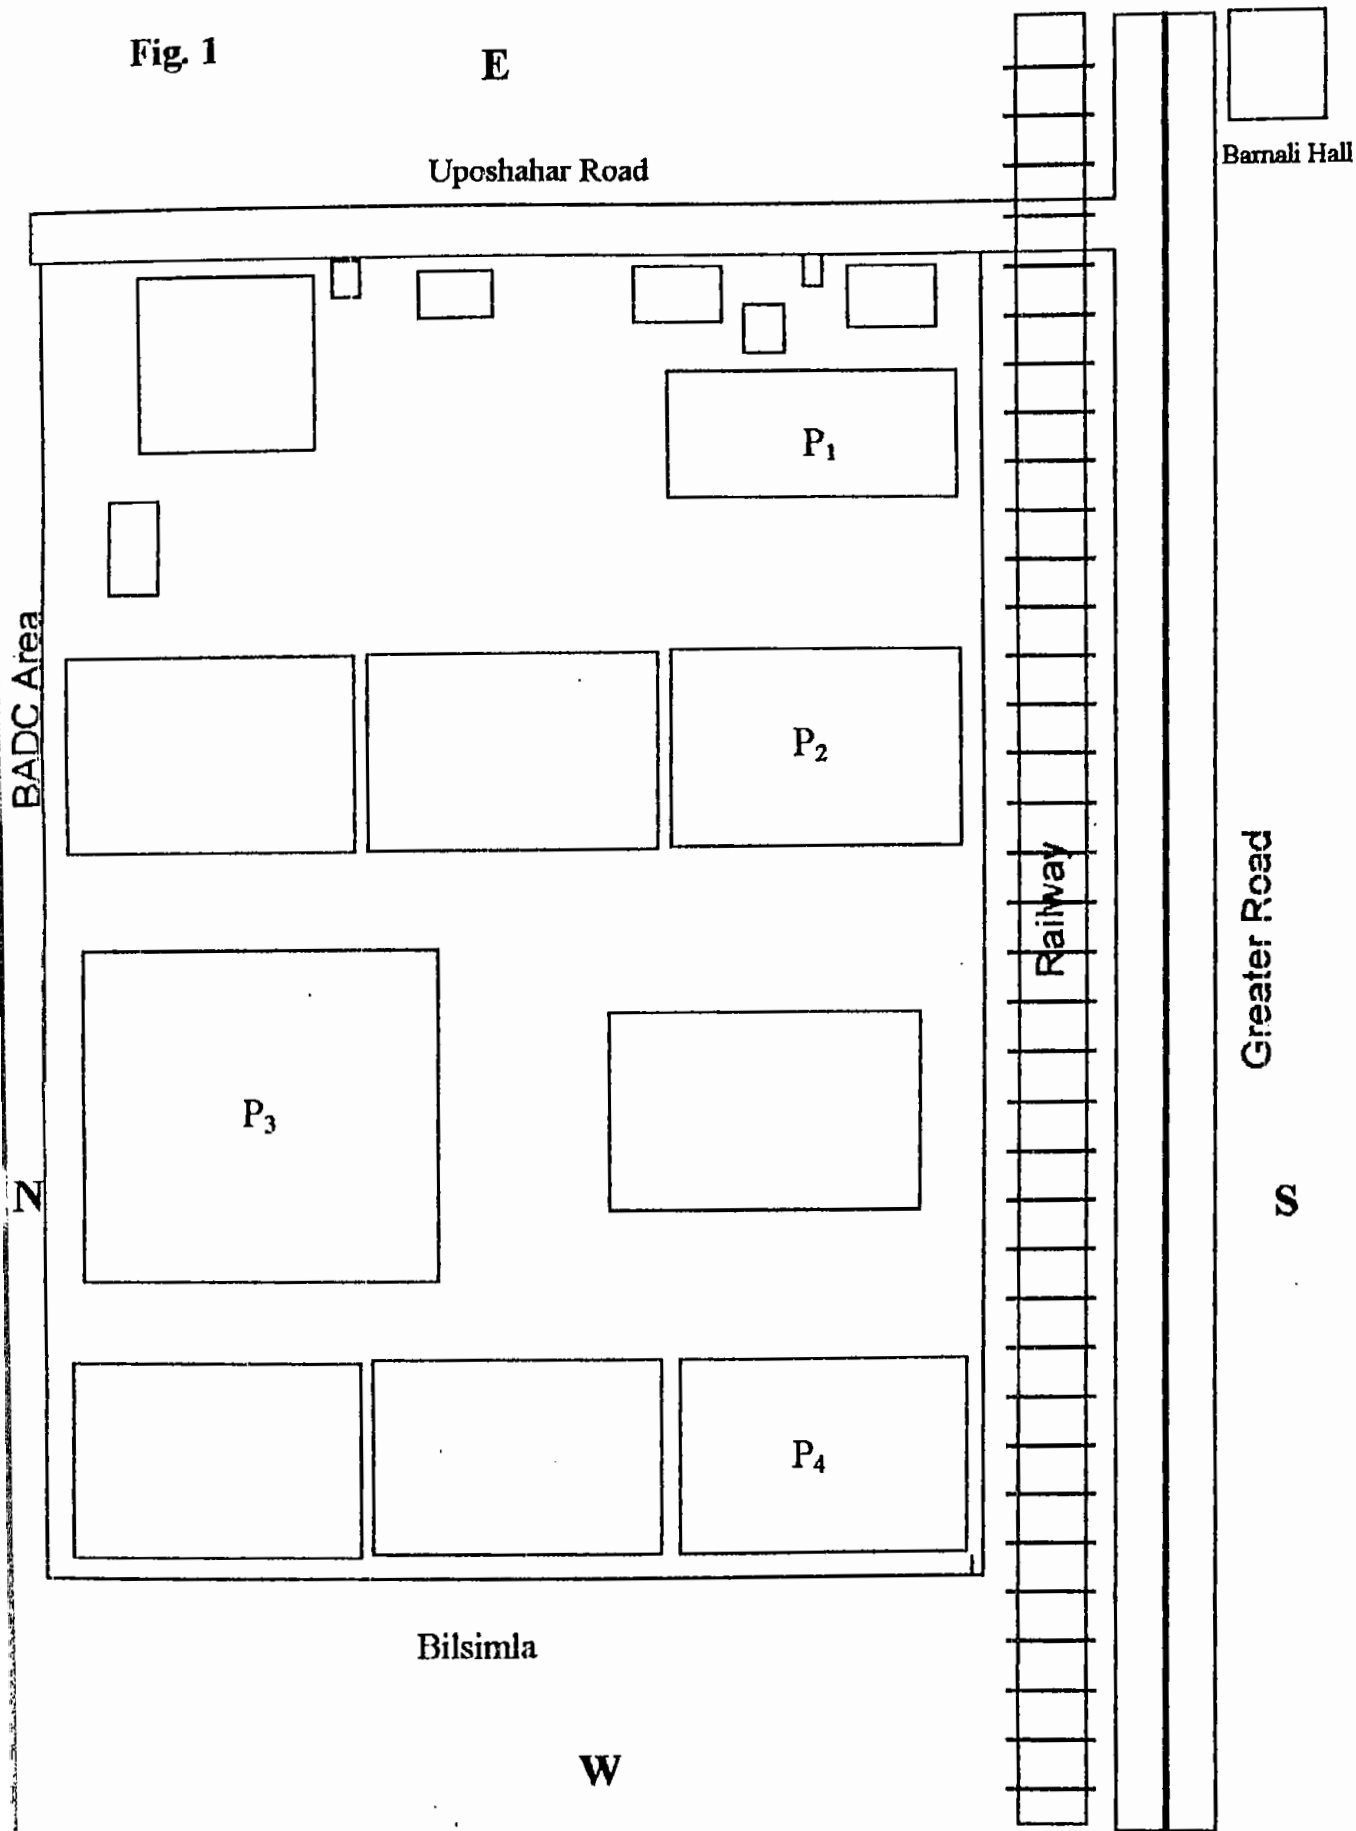 Fig. 1
E
Barnali Hall
Uposhahar Road
P₁
BADC Area
P₂
Railway
Greater Road
P₃
N
S
P₄
Bilsimla
W